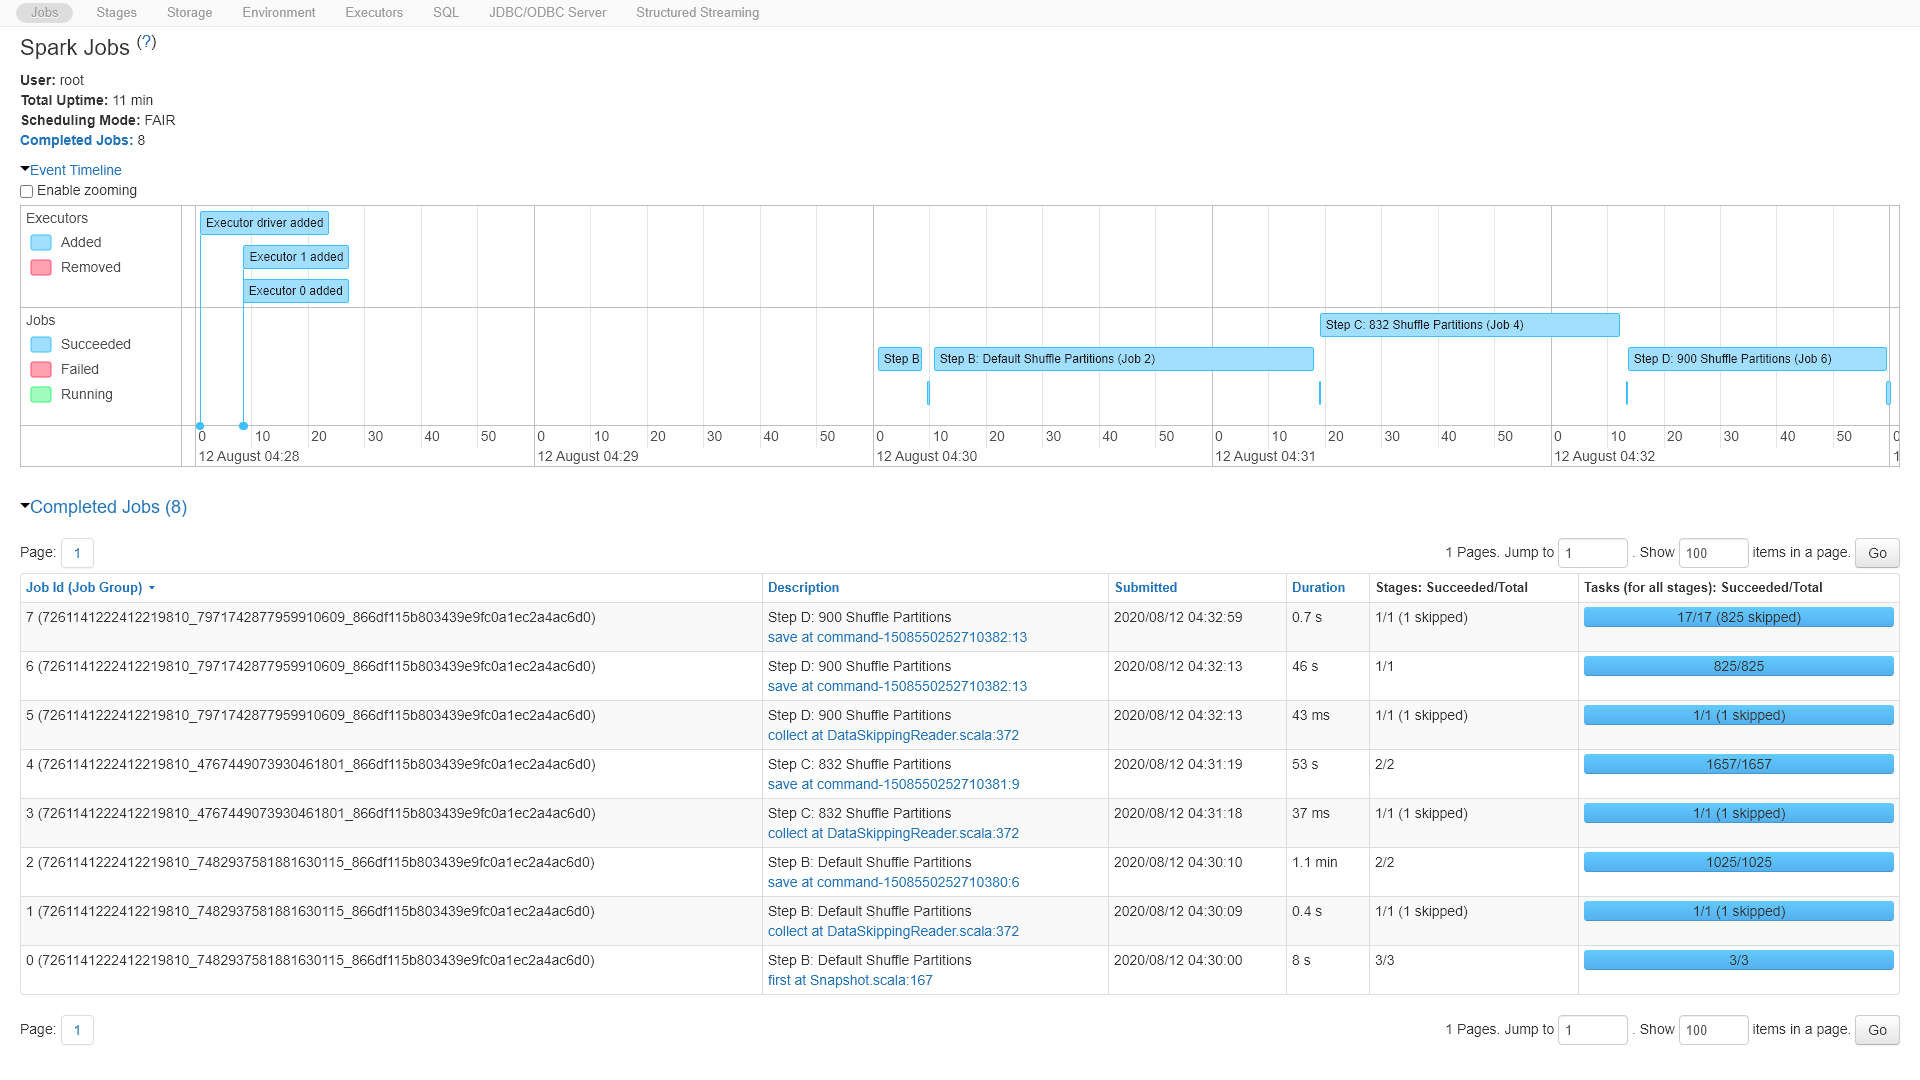 Jobs Stages Storage Environment Executors SQL JDBC/ODBC Server Structured Streaming
Spark Jobs (?)
User: root
Total Uptime: 11 min
Scheduling Mode: FAIR
Completed Jobs: 8
Event Timeline
Enable zooming
Executors
Added
Removed
Executor driver added
Executor 1 added
Executor 0 added
Jobs
Succeeded
Failed
Running
Step C: 832 Shuffle Partitions (Job 4)
Step B Step B: Default Shuffle Partitions (Job 2) Step D: 900 Shuffle Partitions (Job 6)
0 10 20 30 40 50 0 10 20 30 40 50 0 10 20 30 40 50 0 10 20 30 40 50 0 10 20 30 40 50 0
12 August 04:28 12 August 04:29 12 August 04:30 12 August 04:31 12 August 04:32 1
Completed Jobs (8)
Page: 1 1 Pages. Jump to 1 . Show 100 items in a page. Go
Job Id (Job Group) Description Submitted Duration Stages: Succeeded/Total Tasks (for all stages): Succeeded/Total
7 (7261141222412219810_7971742877959910609_866df115b803439e9fc0a1ec2a4ac6d0) Step D: 900 Shuffle Partitions 2020/08/12 04:32:59 0.7 s 1/1 (1 skipped) 17/17 (825 skipped)
save at command-1508550252710382:13
6 (7261141222412219810_7971742877959910609_866df115b803439e9fc0a1ec2a4ac6d0) Step D: 900 Shuffle Partitions 2020/08/12 04:32:13 46 s 1/1 825/825
save at command-1508550252710382:13
5 (7261141222412219810_7971742877959910609_866df115b803439e9fc0a1ec2a4ac6d0) Step D: 900 Shuffle Partitions 2020/08/12 04:32:13 43 ms 1/1 (1 skipped) 1/1 (1 skipped)
collect at DataSkippingReader.scala:372
4 (7261141222412219810_4767449073930461801_866df115b803439e9fc0a1ec2a4ac6d0) Step C: 832 Shuffle Partitions 2020/08/12 04:31:19 53 s 2/2 1657/1657
save at command-1508550252710381:9
3 (7261141222412219810_4767449073930461801_866df115b803439e9fc0a1ec2a4ac6d0) Step C: 832 Shuffle Partitions 2020/08/12 04:31:18 37 ms 1/1 (1 skipped) 1/1 (1 skipped)
collect at DataSkippingReader.scala:372
2 (7261141222412219810_7482937581881630115_866df115b803439e9fc0a1ec2a4ac6d0) Step B: Default Shuffle Partitions 2020/08/12 04:30:10 1.1 min 2/2 1025/1025
save at command-1508550252710380:6
1 (7261141222412219810_7482937581881630115_866df115b803439e9fc0a1ec2a4ac6d0) Step B: Default Shuffle Partitions 2020/08/12 04:30:09 0.4 s 1/1 (1 skipped) 1/1 (1 skipped)
collect at DataSkippingReader.scala:372
0 (7261141222412219810_7482937581881630115_866df115b803439e9fc0a1ec2a4ac6d0) Step B: Default Shuffle Partitions 2020/08/12 04:30:00 8 s 3/3 3/3
first at Snapshot.scala:167
Page: 1 1 Pages. Jump to 1 . Show 100 items in a page. Go